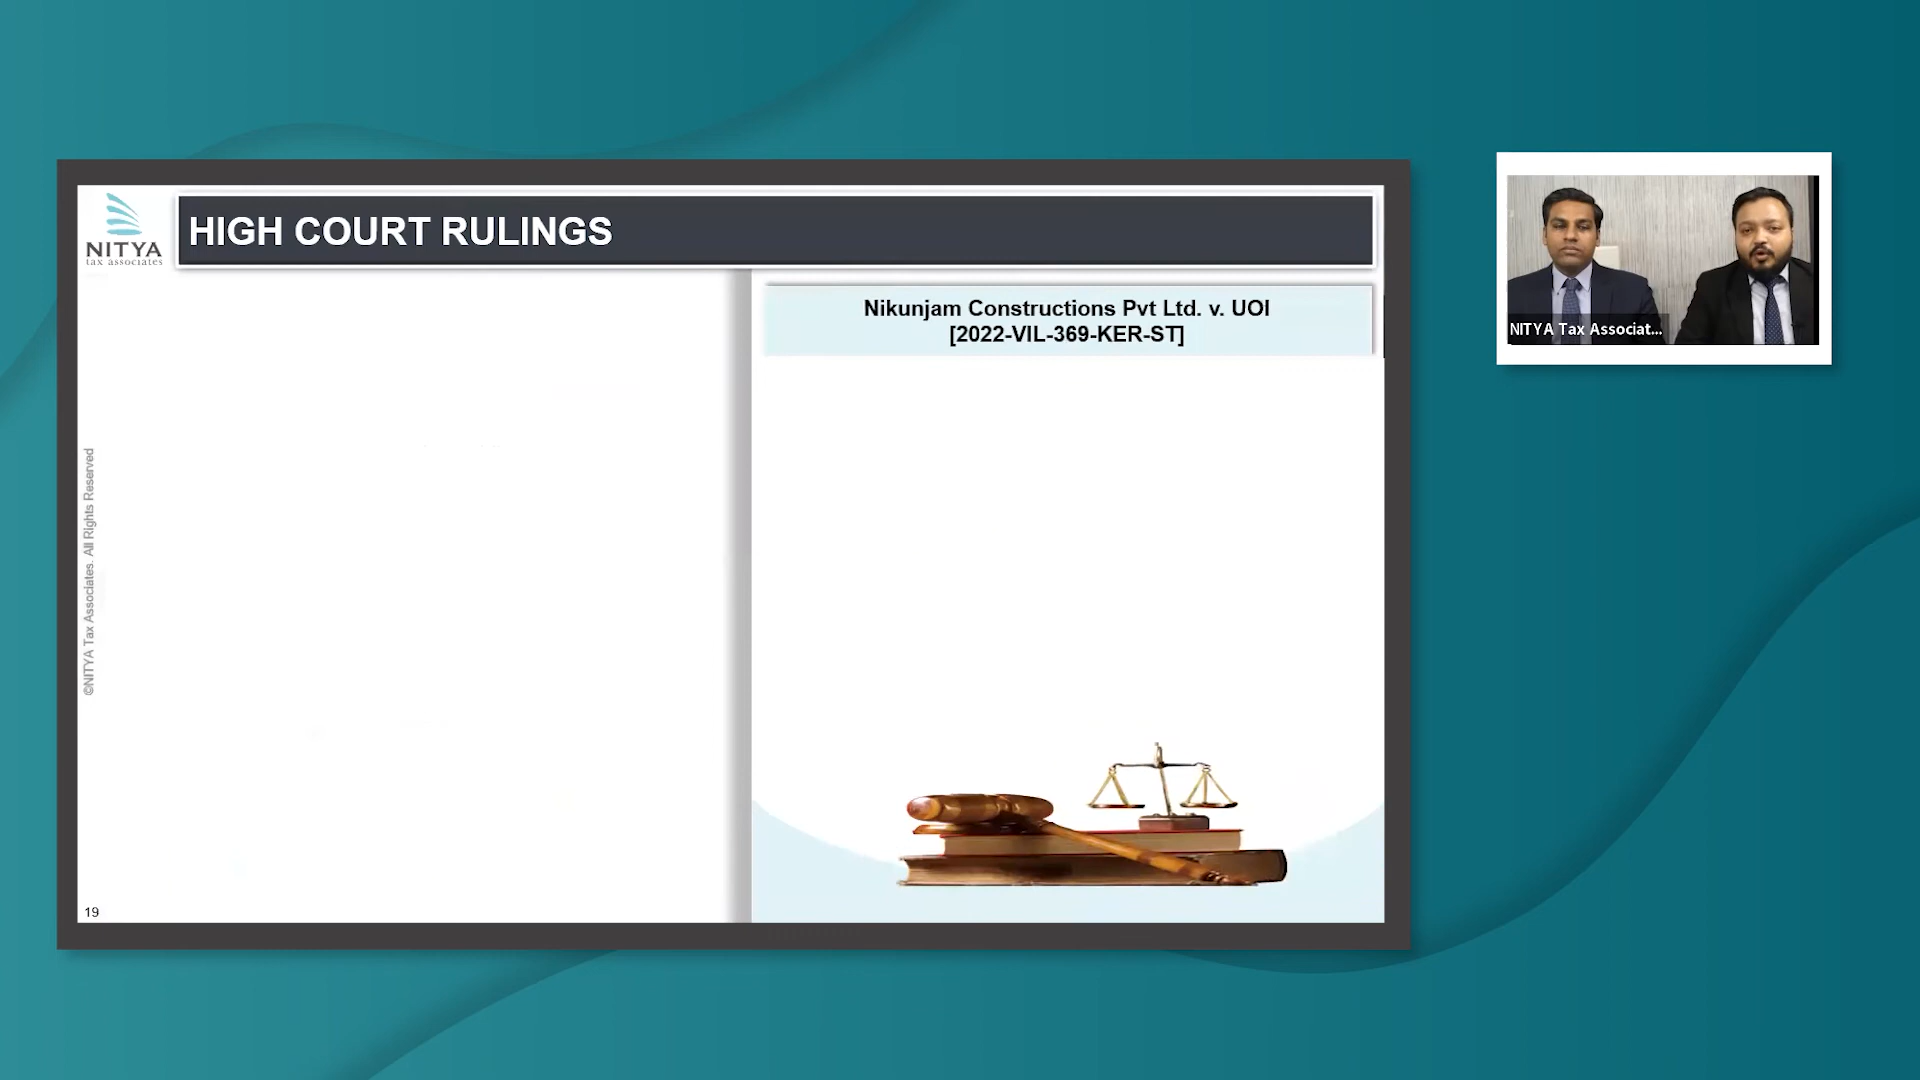 NITYA
tax associates
HIGH COURT RULINGS
Nikunjam Constructions Pvt Ltd. v. UOI
[2022-VIL-369-KER-ST]
©NITYA Tax Associates. All Rights Reserved
19
NITYA Tax Associat...